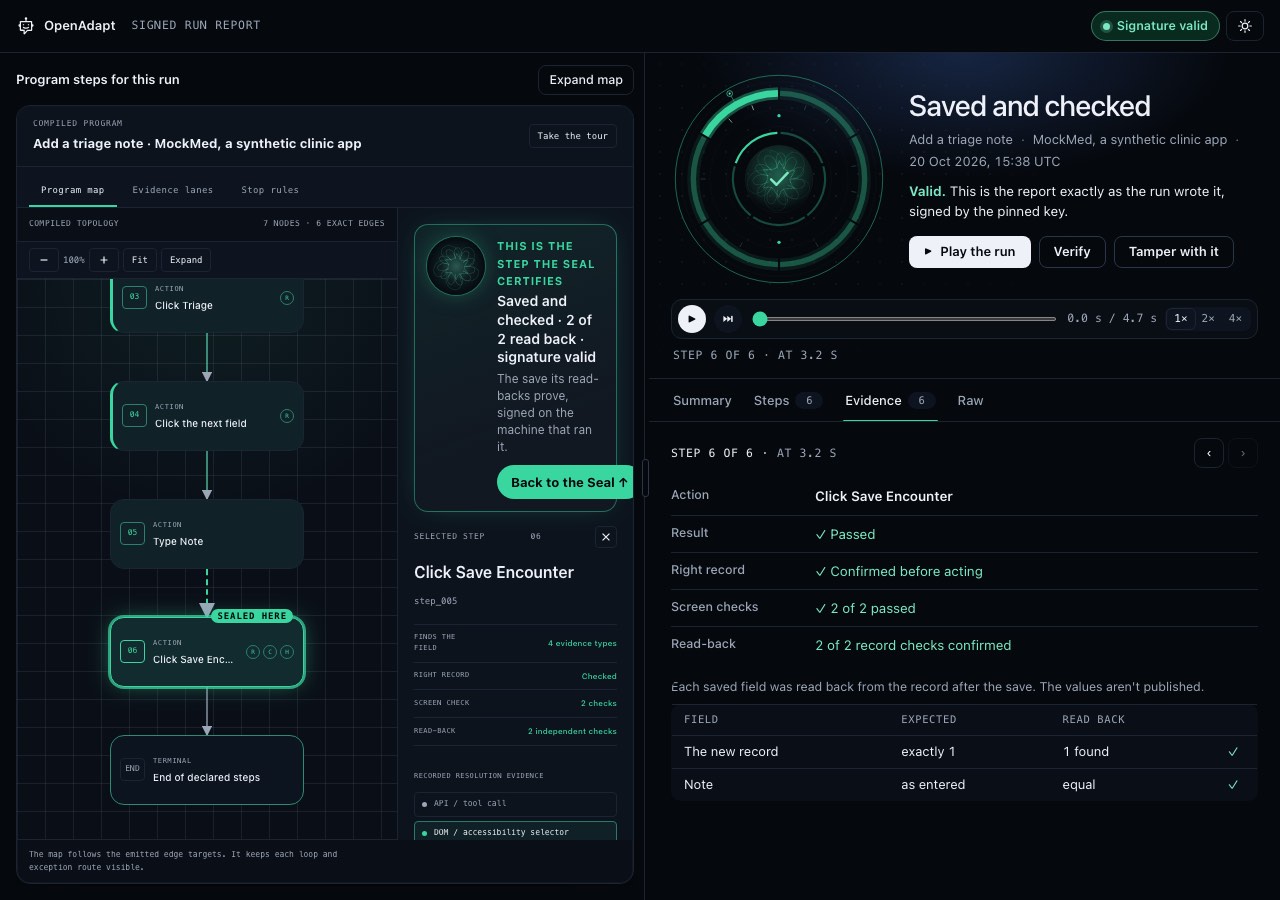 OpenAdapt
SIGNED RUN REPORT
Signature valid
Program steps for this run
Expand map
COMPILED PROGRAM
Add a triage note · MockMed, a synthetic clinic app
Take the tour
Program map
Evidence lanes
Stop rules
COMPILED TOPOLOGY
7 NODES · 6 EXACT EDGES
− 100% +
Fit
Expand
03
ACTION
Click Triage
R
04
ACTION
Click the next field
R
05
ACTION
Type Note
SEALED HERE
06
ACTION
Click Save Enc...
R C H
END
TERMINAL
End of declared steps
The map follows the emitted edge targets. It keeps each loop and
exception route visible.
THIS IS THE
STEP THE SEAL
CERTIFIES
Saved and
checked · 2 of
2 read back ·
signature valid
The save its read-
backs prove,
signed on the
machine that ran
it.
Back to the Seal ↑
SELECTED STEP
06
Click Save Encounter
step_005
FINDS THE
FIELD
4 evidence types
RIGHT RECORD
Checked
SCREEN CHECK
2 checks
READ-BACK
2 independent checks
RECORDED RESOLUTION EVIDENCE
API / tool call
DOM / accessibility selector
Saved and checked
Add a triage note · MockMed, a synthetic clinic app ·
20 Oct 2026, 15:38 UTC
Valid. This is the report exactly as the run wrote it,
signed by the pinned key.
Play the run
Verify
Tamper with it
0.0 s / 4.7 s
1× 2× 4×
STEP 6 OF 6 · AT 3.2 S
Summary
Steps 6
Evidence 6
Raw
STEP 6 OF 6 · AT 3.2 S
Action
Click Save Encounter
Result
✓ Passed
Right record
✓ Confirmed before acting
Screen checks
✓ 2 of 2 passed
Read-back
2 of 2 record checks confirmed
Each saved field was read back from the record after the save. The values aren't published.
FIELD EXPECTED READ BACK
The new record exactly 1 1 found ✓
Note as entered equal ✓